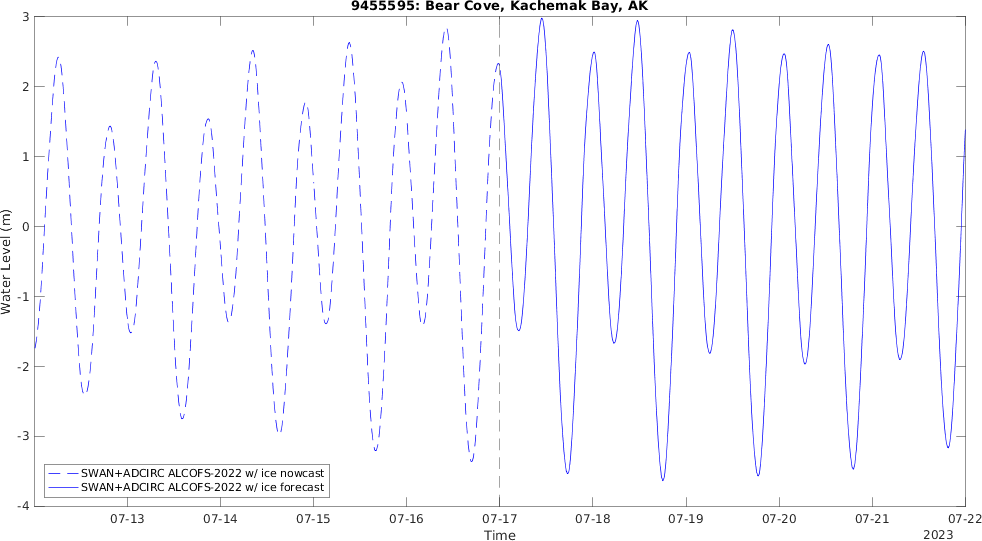 9455595: Bear Cove, Kachemak Bay, AK
3
2
1
0
-1
-2
-3
-4
Water Level (m)
SWAN+ADCIRC ALCOFS-2022 w/ ice nowcast
SWAN+ADCIRC ALCOFS-2022 w/ ice forecast
07-13 07-14 07-15 07-16 07-17 07-18 07-19 07-20 07-21 07-22
Time
2023